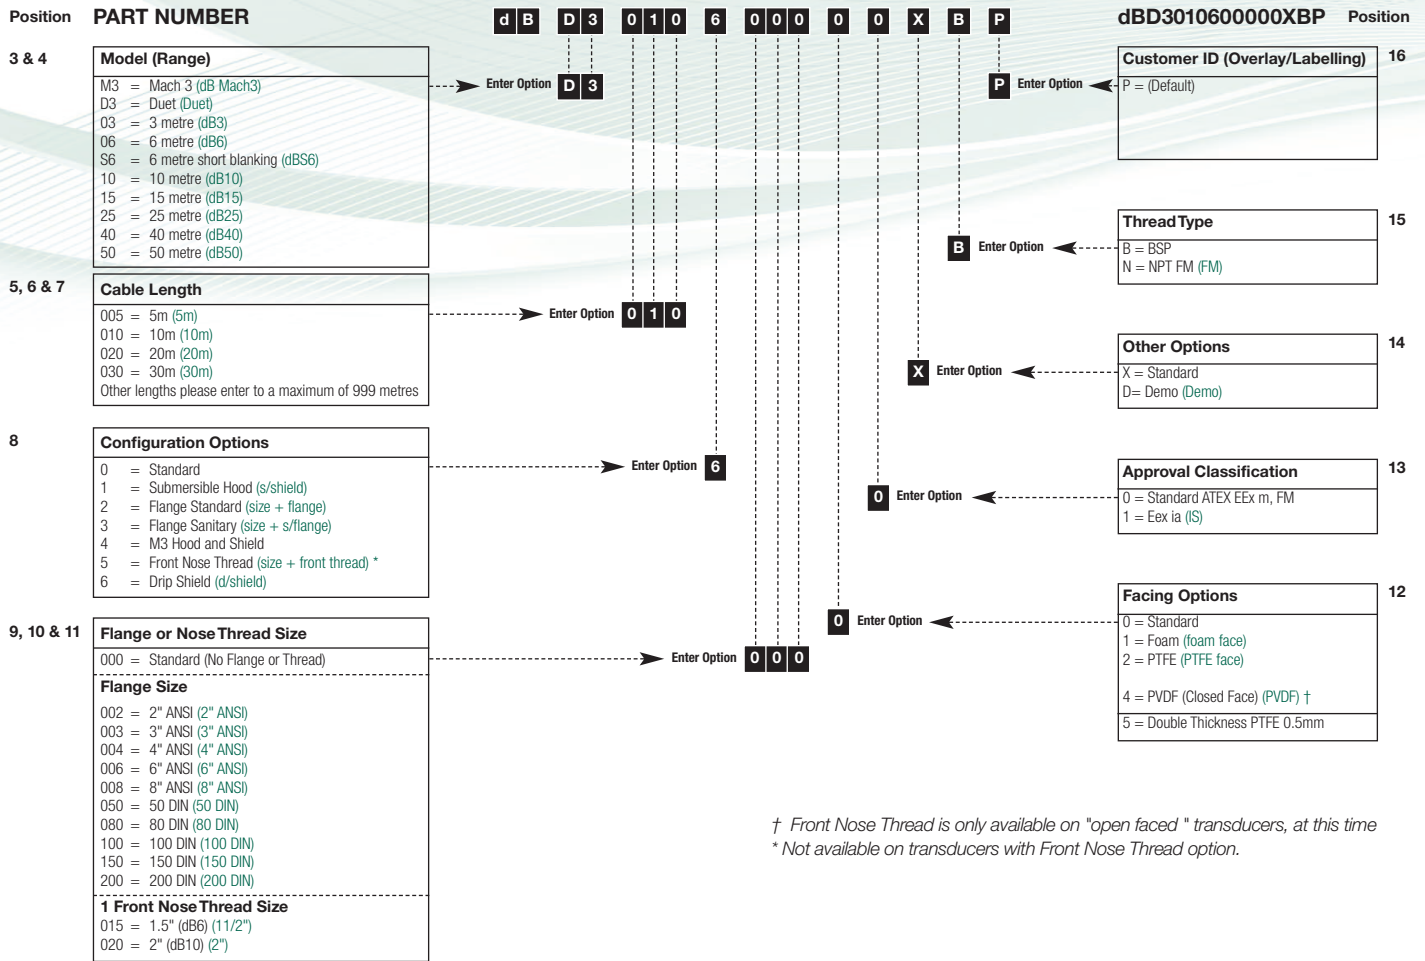 Position PART NUMBER d B D 3 0 1 0 6 0 0 0 0 0 X B P dBD3010600000XBP Position
3 & 4
Model (Range)
M3 = Mach 3 (dB Mach3)
D3 = Duet (Duet)
03 = 3 metre (dB3)
06 = 6 metre (dB6)
S6 = 6 metre short blanking (dBS6)
10 = 10 metre (dB10)
15 = 15 metre (dB15)
25 = 25 metre (dB25)
40 = 40 metre (dB40)
50 = 50 metre (dB50)
Enter Option D 3
5, 6 & 7
Cable Length
005 = 5m (5m)
010 = 10m (10m)
020 = 20m (20m)
030 = 30m (30m)
Other lengths please enter to a maximum of 999 metres
Enter Option 0 1 0
8
Configuration Options
0 = Standard
1 = Submersible Hood (s/shield)
2 = Flange Standard (size + flange)
3 = Flange Sanitary (size + s/flange)
4 = M3 Hood and Shield
5 = Front Nose Thread (size + front thread) *
6 = Drip Shield (d/shield)
Enter Option 6
9, 10 & 11
Flange or Nose Thread Size
000 = Standard (No Flange or Thread)
Enter Option 0 0 0
Flange Size
002 = 2" ANSI (2" ANSI)
003 = 3" ANSI (3" ANSI)
004 = 4" ANSI (4" ANSI)
006 = 6" ANSI (6" ANSI)
008 = 8" ANSI (8" ANSI)
050 = 50 DIN (50 DIN)
080 = 80 DIN (80 DIN)
100 = 100 DIN (100 DIN)
150 = 150 DIN (150 DIN)
200 = 200 DIN (200 DIN)
1 Front Nose Thread Size
015 = 1.5" (dB6) (11/2")
020 = 2" (dB10) (2")
Customer ID (Overlay/Labelling) 16
P = (Default)
P Enter Option
Thread Type 15
B = BSP
N = NPT FM (FM)
B Enter Option
Other Options 14
X = Standard
D= Demo (Demo)
X Enter Option
Approval Classification 13
0 = Standard ATEX EEx m, FM
1 = Eex ia (IS)
0 Enter Option
Facing Options 12
0 = Standard
1 = Foam (foam face)
2 = PTFE (PTFE face)
4 = PVDF (Closed Face) (PVDF) †
5 = Double Thickness PTFE 0.5mm
0 Enter Option
† Front Nose Thread is only available on "open faced " transducers, at this time
* Not available on transducers with Front Nose Thread option.